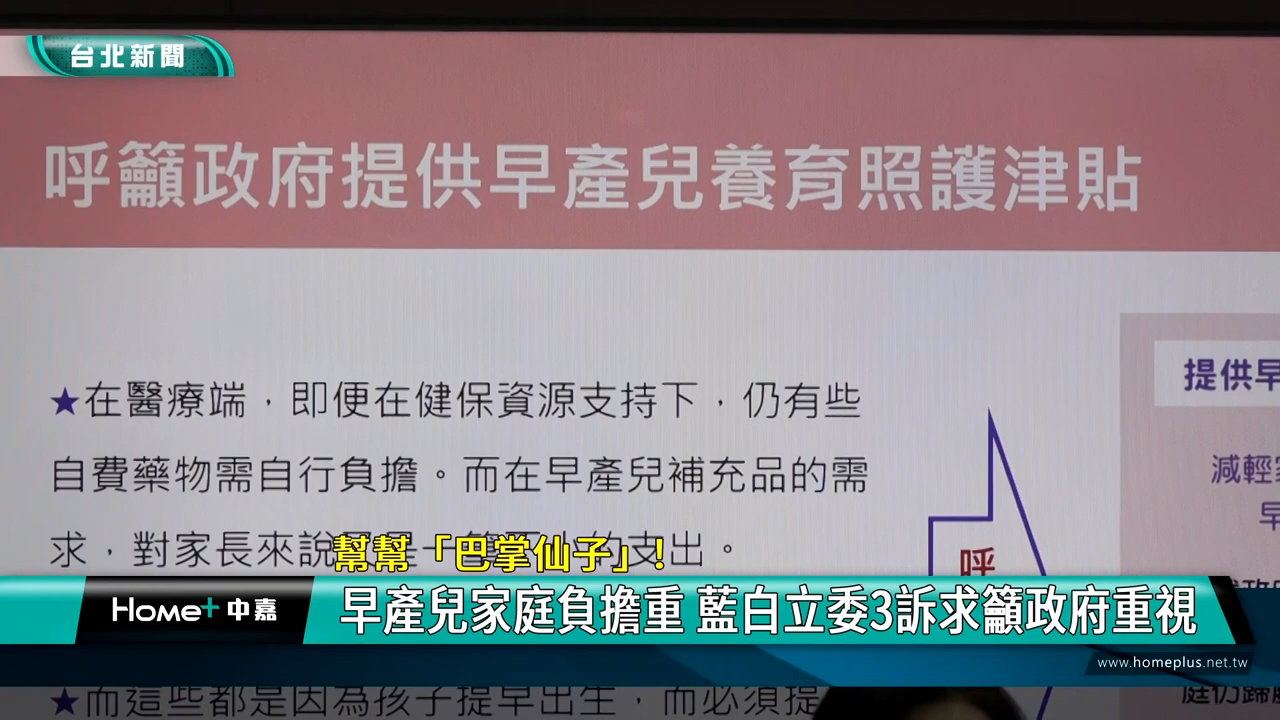 台北新聞
呼籲政府提供早產兒養育照護津貼
★在醫療端，即便在健保資源支持下，仍有些
自費藥物需自行負擔。而在早產兒補充品的需
求，對家長來說
支出。
提供早
減輕
呼
幫幫「巴掌仙子」!
Home+中嘉
早產兒家庭負擔重 藍白立委3訴求籲政府重視
www.homeplus.net.tw
★而這些都是因為孩子提早出生，而必須提
庭仍歸